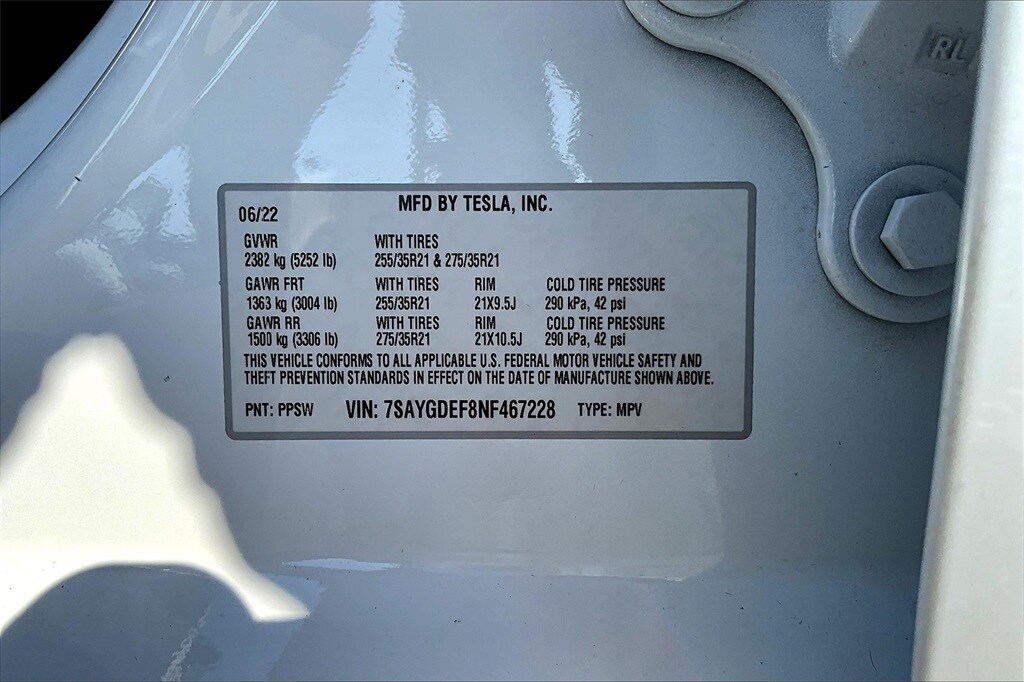 RL
MFD BY TESLA, INC.
06/22
GVWR WITH TIRES
2382 kg (5252 lb) 255/35R21 & 275/35R21
GAWR FRT WITH TIRES RIM COLD TIRE PRESSURE
1363 kg (3004 lb) 255/35R21 21X9.5J 290 kPa, 42 psi
GAWR RR WITH TIRES RIM COLD TIRE PRESSURE
1500 kg (3306 lb) 275/35R21 21X10.5J 290 kPa, 42 psi
THIS VEHICLE CONFORMS TO ALL APPLICABLE U.S. FEDERAL MOTOR VEHICLE SAFETY AND
THEFT PREVENTION STANDARDS IN EFFECT ON THE DATE OF MANUFACTURE SHOWN ABOVE.
PNT: PPSW VIN: 7SAYGDEF8NF467228 TYPE: MPV